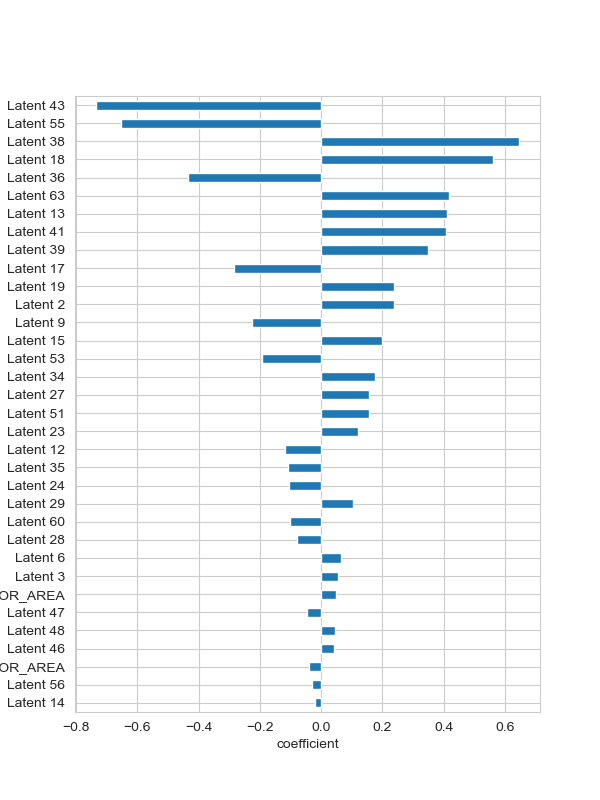 Latent 43
Latent 55
Latent 38
Latent 18
Latent 36
Latent 63
Latent 13
Latent 41
Latent 39
Latent 17
Latent 19
Latent 2
Latent 9
Latent 15
Latent 53
Latent 34
Latent 27
Latent 51
Latent 23
Latent 12
Latent 35
Latent 24
Latent 29
Latent 60
Latent 28
Latent 6
Latent 3
OR_AREA
Latent 47
Latent 48
Latent 46
OR_AREA
Latent 56
Latent 14
−0.8 −0.6 −0.4 −0.2 0.0 0.2 0.4 0.6
coefficient